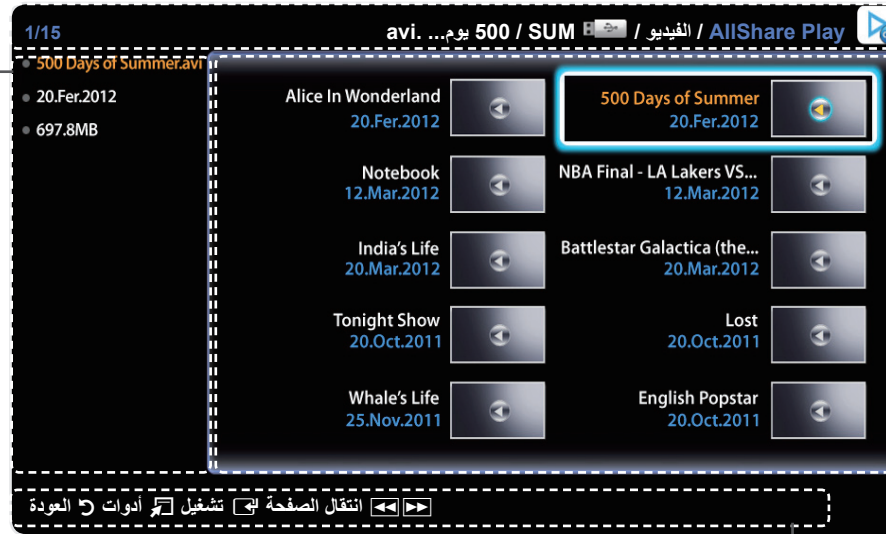 AllShare Play / الفيديو / SUM / 500 يوم... .avi
1/15
500 Days of Summer.avi
20.Fer.2012
697.8MB
500 Days of Summer
20.Fer.2012
Alice In Wonderland
20.Fer.2012
NBA Final - LA Lakers VS...
12.Mar.2012
Notebook
12.Mar.2012
Battlestar Galactica (the...
20.Mar.2012
India’s Life
20.Mar.2012
Lost
20.Oct.2011
Tonight Show
20.Oct.2011
English Popstar
20.Oct.2011
Whale’s Life
25.Nov.2011
انتقال الصفحة تشغيل أدوات العودة